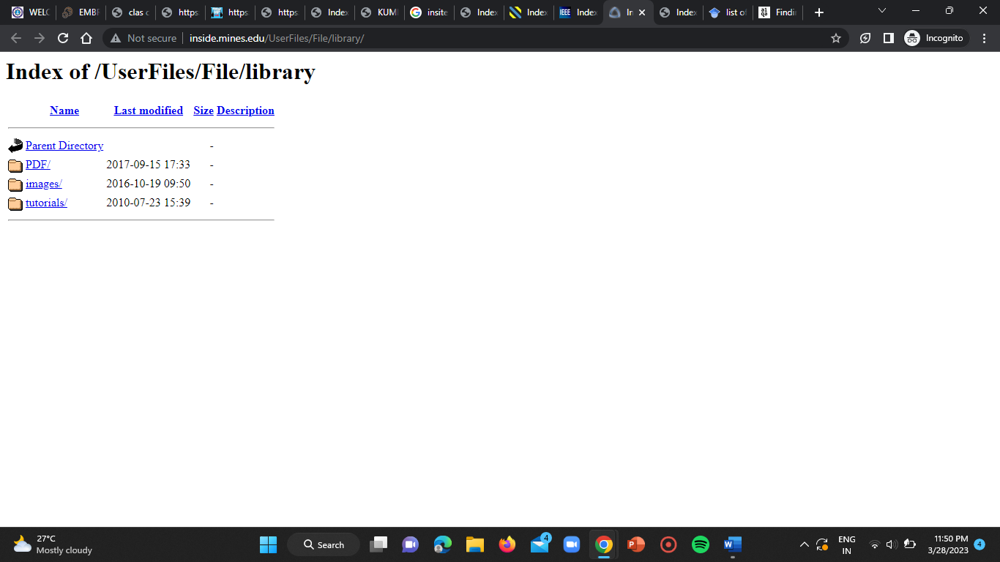 WELC
EMBF
clas c
https:
https:
https:
Index
KUMI
insite
Index
Index
IEEE
Index
In
Index
list of
Findi
Not secure
inside.mines.edu/UserFiles/File/library/
Incognito
Index of /UserFiles/File/library
Name Last modified Size Description
Parent Directory -
PDF/ 2017-09-15 17:33 -
images/ 2016-10-19 09:50 -
tutorials/ 2010-07-23 15:39 -
27°C
Mostly cloudy
Search
4
ENG
IN
11:50 PM
3/28/2023
4